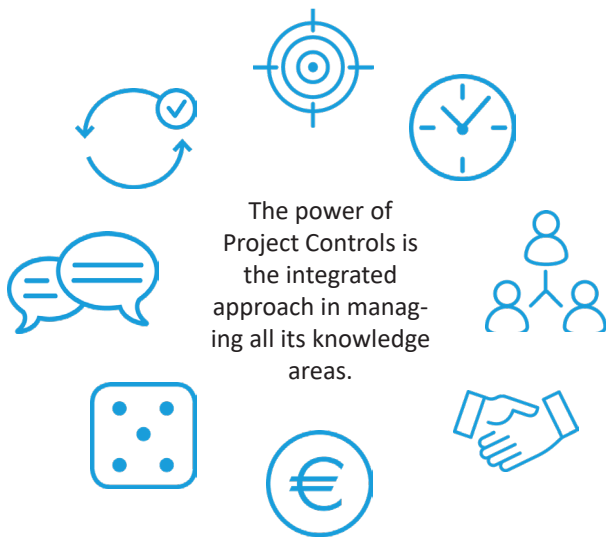 The power of
Project Controls is
the integrated
approach in manag-
ing all its knowledge
areas.
€